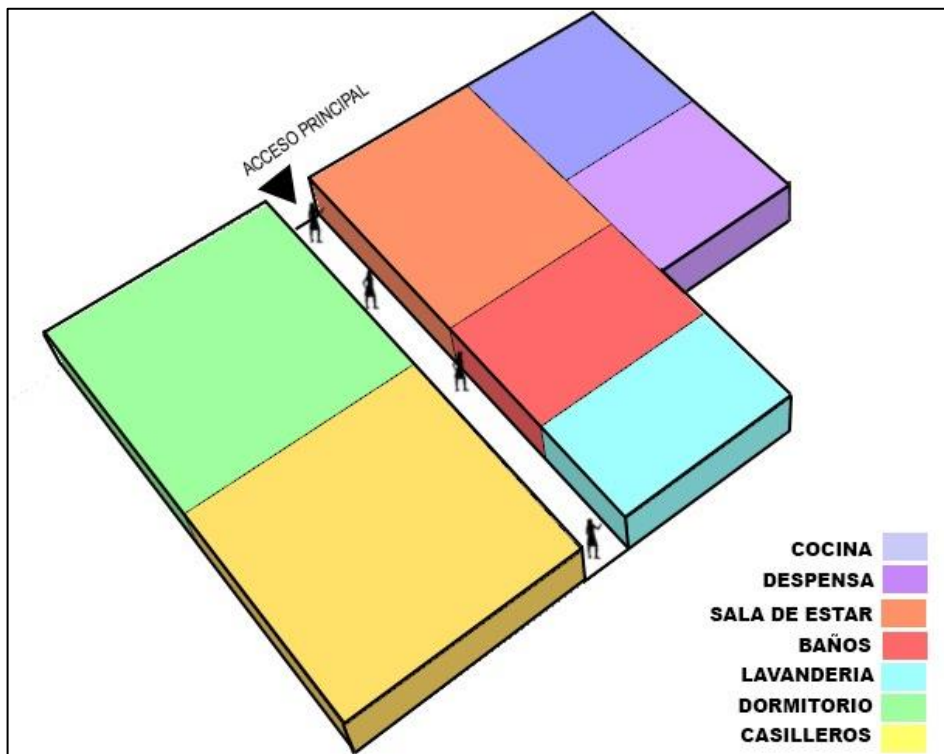 ACCESO PRINCIPAL
COCINA
DESPENSA
SALA DE ESTAR
BAÑOS
LAVANDERIA
DORMITORIO
CASILLEROS